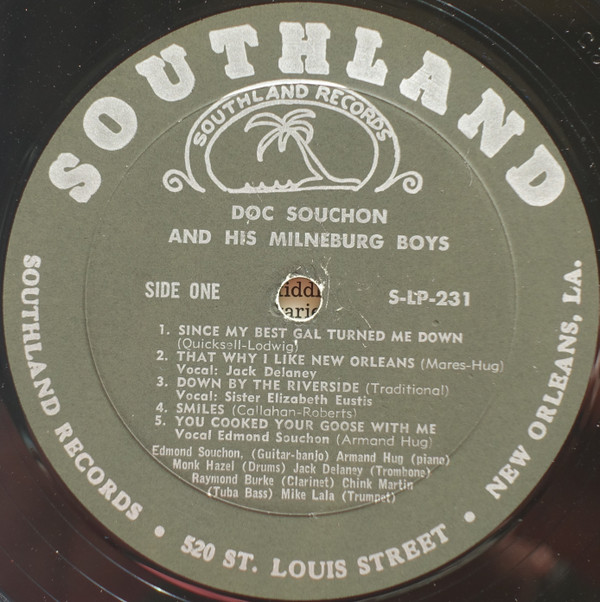 SOUTHLAND
SOUTHLAND RECORDS
DOC SOUCHON
AND HIS MILNEBURG BOYS
SIDE ONE
S-LP-231
1. SINCE MY BEST GAL TURNED ME DOWN
(Quicksell-Lodwig)
2. THAT WHY I LIKE NEW ORLEANS (Mares-Hug)
Vocal: Jack Delaney
3. DOWN BY THE RIVERSIDE (Traditional)
Vocal: Sister Elizabeth Eustis
4. SMILES (Callahan-Roberts)
5. YOU COOKED YOUR GOOSE WITH ME
Vocal Edmond Souchon (Armand Hug)
Edmond Souchon, (Guitar-banjo) Armand Hug (piano)
Monk Hazel (Drums) Jack Delaney (Trombone)
Raymond Burke (Clarinet) Chink Martin
(Tuba Bass) Mike Lala (Trumpet)
SOUTHLAND RECORDS • 520 ST. LOUIS STREET • NEW ORLEANS, LA.